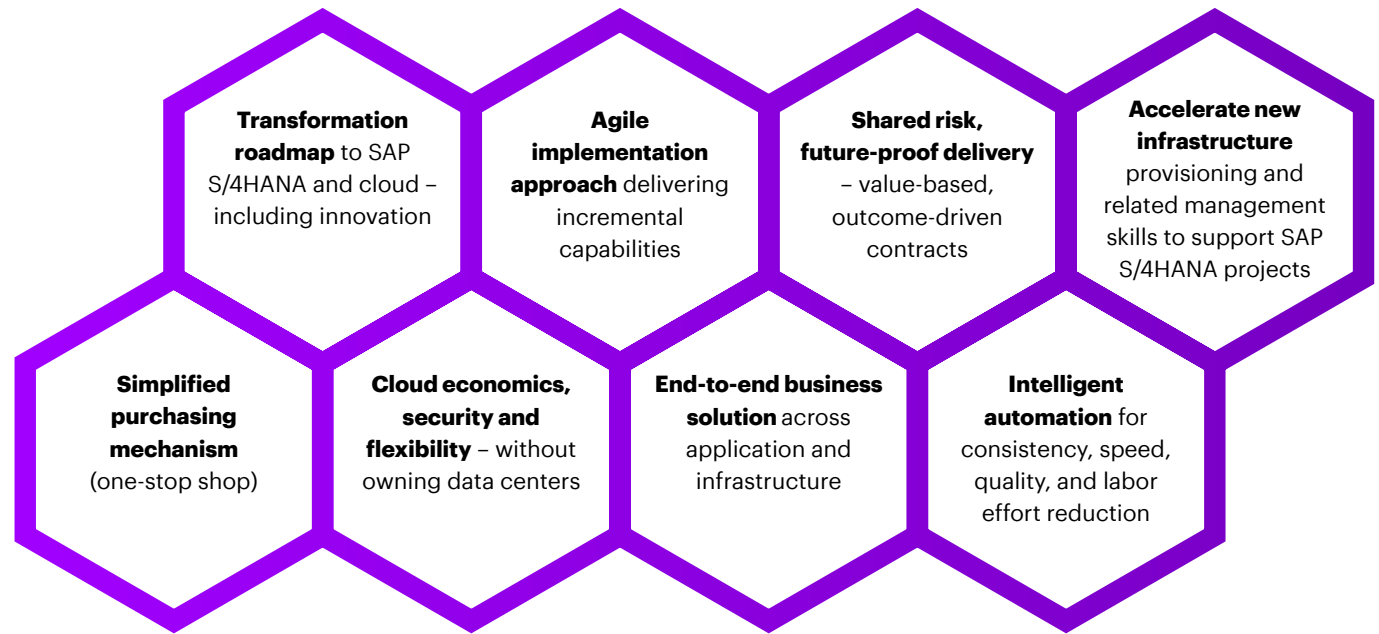 Transformation
roadmap to SAP
S/4HANA and cloud –
including innovation
Agile
implementation
approach delivering
incremental
capabilities
Shared risk,
future-proof delivery
– value-based,
outcome-driven
contracts
Accelerate new
infrastructure
provisioning and
related management
skills to support SAP
S/4HANA projects
Simplified
purchasing
mechanism
(one-stop shop)
Cloud economics,
security and
flexibility – without
owning data centers
End-to-end business
solution across
application and
infrastructure
Intelligent
automation for
consistency, speed,
quality, and labor
effort reduction